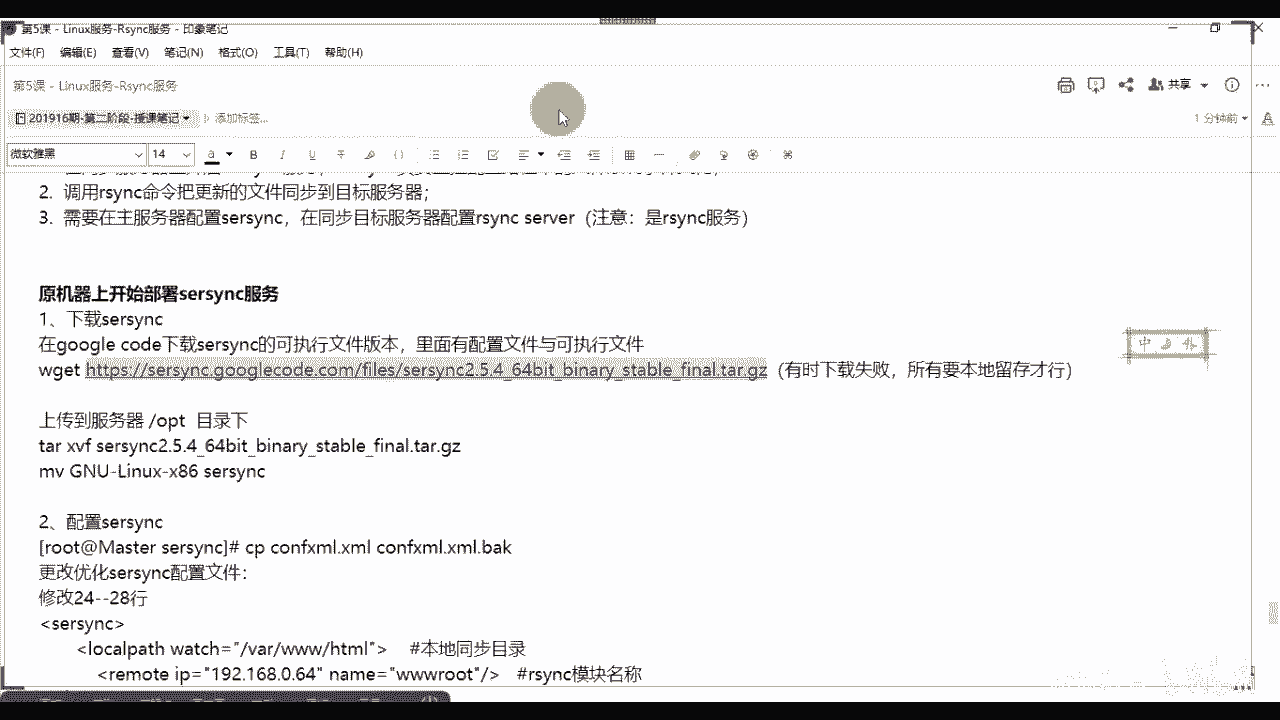 第5课 - Linux服务-Rsync服务 - 印象笔记
文件(F) 编辑(E) 查看(V) 笔记(N) 格式(O) 工具(T) 帮助(H)
第5课 - Linux服务-Rsync服务
共享
201916期-第二阶段-授课笔记 添加标签...
1 分钟前
微软雅黑 14
2. 调用rsync命令把更新的文件同步到目标服务器；
3. 需要在主服务器配置sersync，在同步目标服务器配置rsync server（注意：是rsync服务）
原机器上开始部署sersync服务
1、下载sersync
在google code下载sersync的可执行文件版本，里面有配置文件与可执行文件
wget https://sersync.googlecode.com/files/sersync2.5.4_64bit_binary_stable_final.tar.gz（有时下载失败，所有要本地留存才行）
上传到服务器 /opt 目录下
tar xvf sersync2.5.4_64bit_binary_stable_final.tar.gz
mv GNU-Linux-x86 sersync
2、配置sersync
[root@Master sersync]# cp confxml.xml confxml.xml.bak
更改优化sersync配置文件：
修改24--28行
<sersync>
<localpath watch="/var/www/html"> #本地同步目录
<remote ip="192.168.0.64" name="wwwroot"/> #rsync模块名称